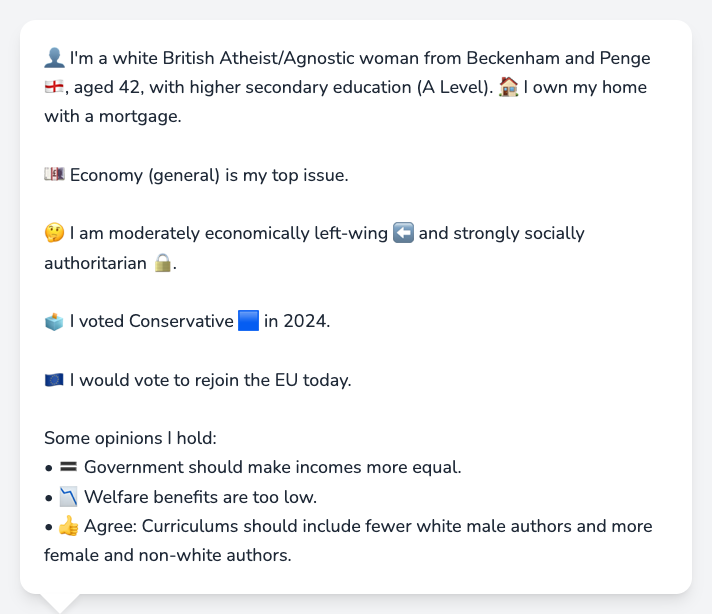 👤 I'm a white British Atheist/Agnostic woman from Beckenham and Penge
🏴󠁧󠁢󠁥󠁮󠁧󠁿, aged 42, with higher secondary education (A Level). 🏠 I own my home
with a mortgage.
💷 Economy (general) is my top issue.
🤔 I am moderately economically left-wing ⬅️ and strongly socially
authoritarian 🔒.
🗳️ I voted Conservative 🟦 in 2024.
🇪🇺 I would vote to rejoin the EU today.
Some opinions I hold:
• 🟰 Government should make incomes more equal.
• 📉 Welfare benefits are too low.
• 👍 Agree: Curriculums should include fewer white male authors and more
female and non-white authors.